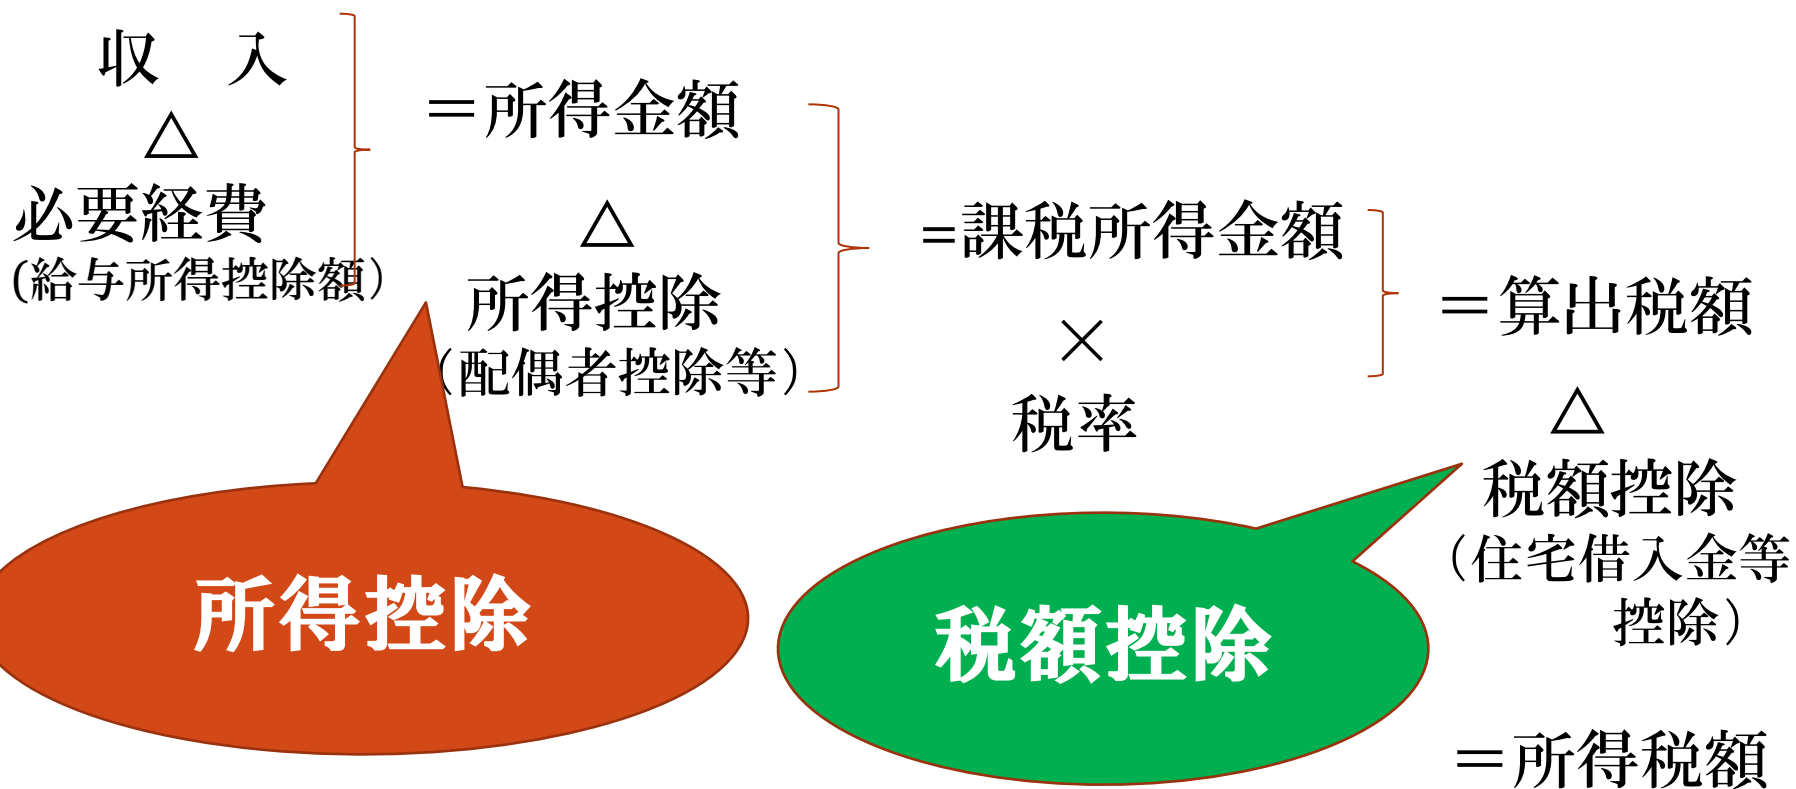 収　入
△
必要経費
(給与所得控除額)
＝所得金額
△
所得控除
（配偶者控除等）
=課税所得金額
×
税率
＝算出税額
△
税額控除
（住宅借入金等
控除）
＝所得税額
所得控除
税額控除